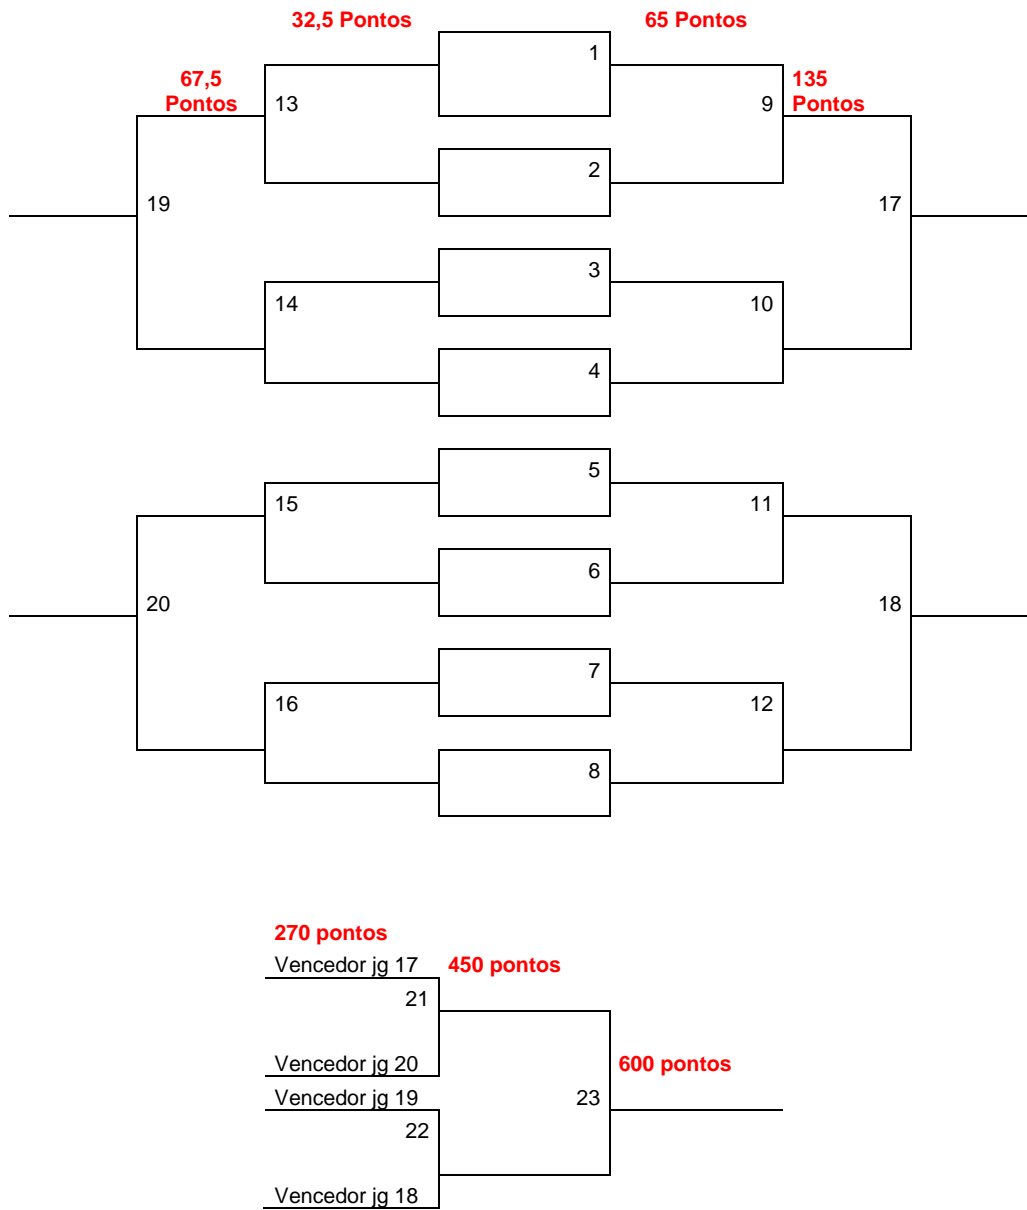 32,5 Pontos
65 Pontos
1
67,5
Pontos
13
9
135
Pontos
2
19
17
3
14
10
4
5
15
11
6
20
18
7
16
12
8
270 pontos
Vencedor jg 17
450 pontos
21
Vencedor jg 20
600 pontos
Vencedor jg 19
23
22
Vencedor jg 18